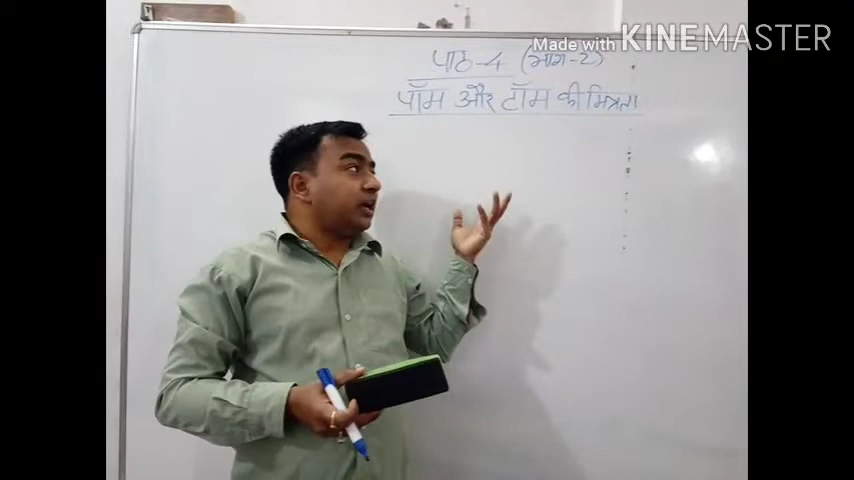 Made with KINEMASTER
पाठ-4 (भाग-2)
पॉम और टॉम की मित्रता